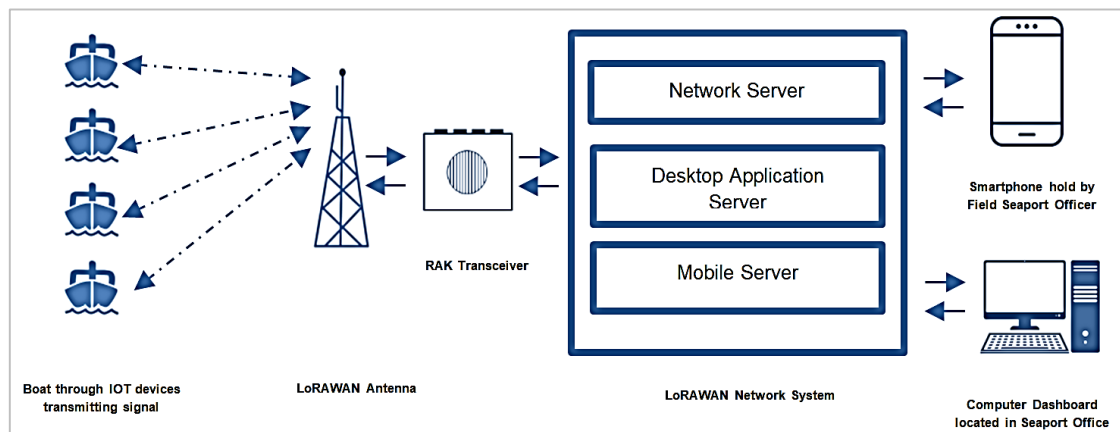 Network Server
Desktop Application
Server
Mobile Server
Smartphone hold by
Field Seaport Officer
RAK Transceiver
Boat through IOT devices
transmitting signal
LoRAWAN Antenna
LoRAWAN Network System
Computer Dashboard
located in Seaport Office